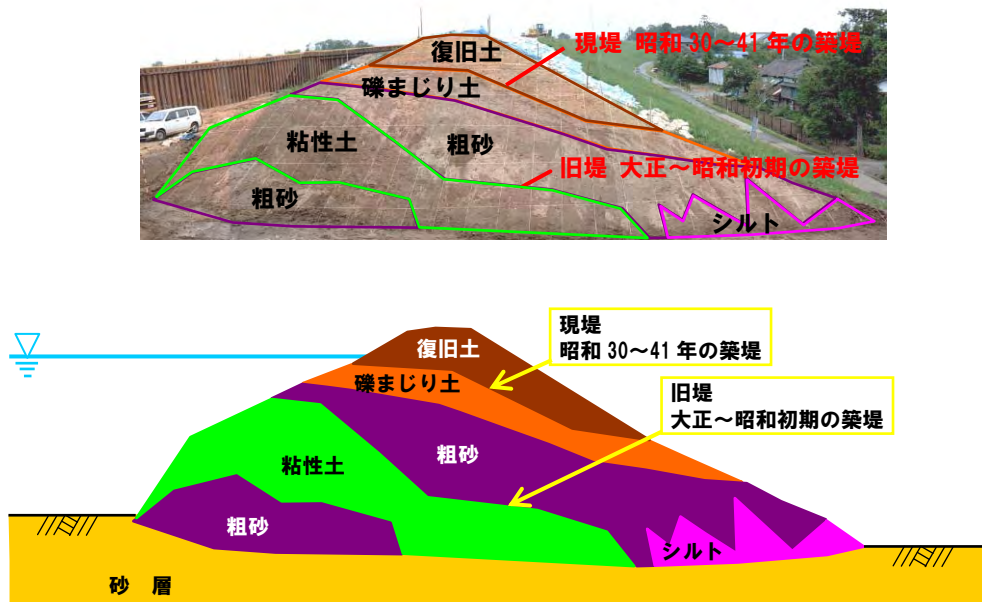 復旧土
現堤 昭和 30～41 年の築堤
礫まじり土
粘性土
粗砂
旧堤 大正～昭和初期の築堤
粗砂
シルト
現堤
昭和 30～41 年の築堤
復旧土
礫まじり土
旧堤
大正～昭和初期の築堤
粗砂
粘性土
粗砂
シルト
砂 層